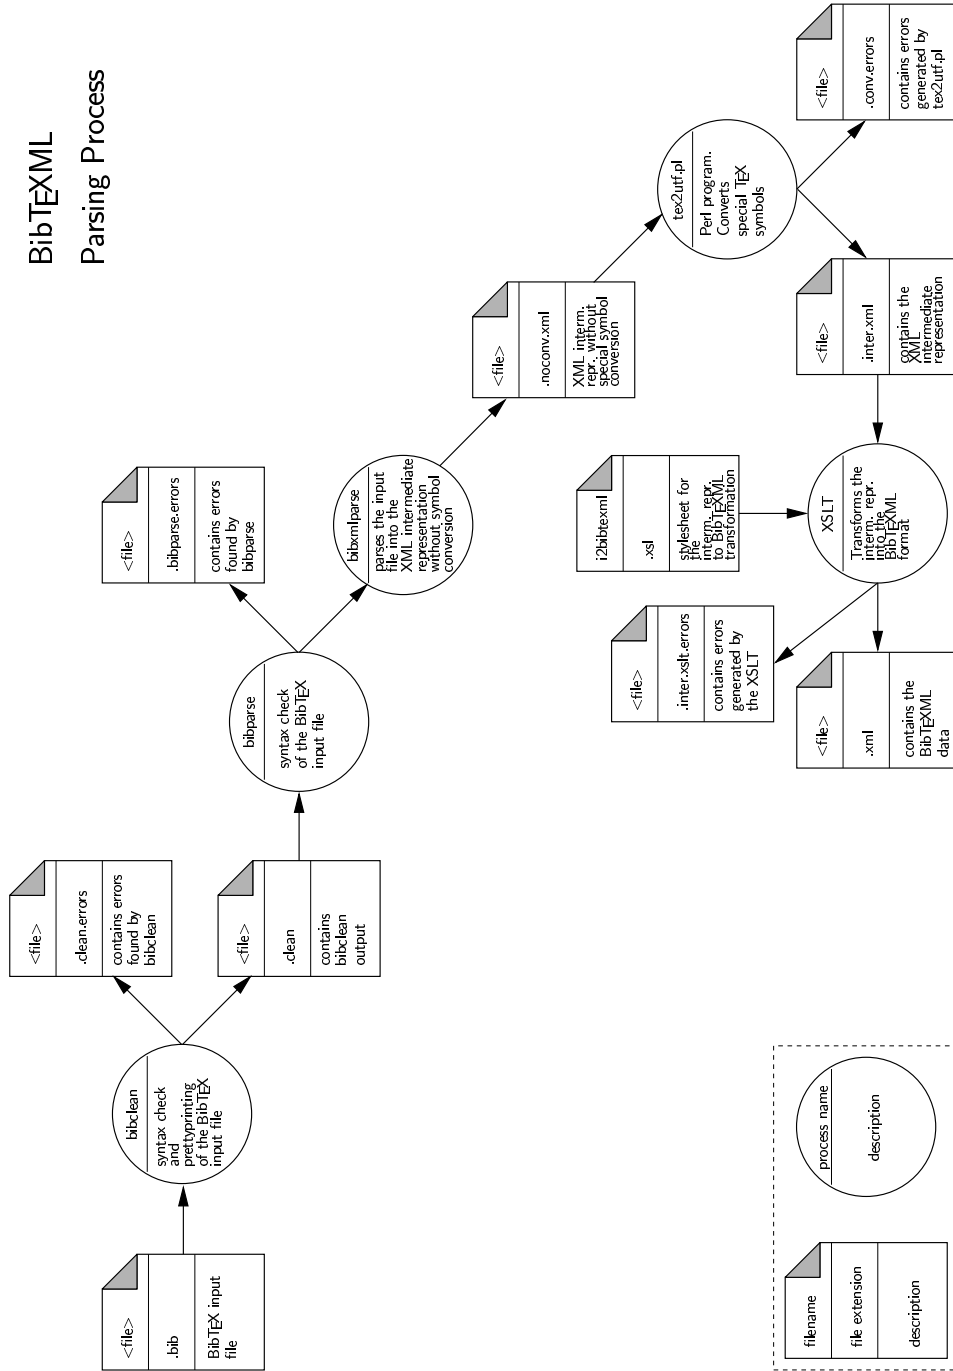 BibTEXML
Parsing Process
<file>
.bib
BibTEX input
file
bibclean
syntax check
and
prettyprinting
of the BibTEX
input file
<file>
.clean.errors
contains errors
found by
bibclean
<file>
.clean
contains
bibclean
output
bibparse
syntax check
of the BibTEX
input file
<file>
.bibparse.errors
contains errors
found by
bibparse
bibxmlparse
parses the input
file into the
XML intermediate
representation
without symbol
conversion
<file>
.noconv.xml
XML interm.
repr. without
special symbol
conversion
tex2utf.pl
Perl program.
Converts
special TEX
symbols
<file>
.conv.errors
contains errors
generated by
tex2utf.pl
<file>
.inter.xml
contains the
XML
intermediate
representation
i2bibtexml
.xsl
stylesheet for
the
interm. repr.
to BibTEXML
transformation
XSLT
Transforms the
interm. repr.
into the
BibTEXML
format
<file>
.inter.xslt.errors
contains errors
generated by
the XSLT
<file>
.xml
contains the
BibTEXML
data
filename
file extension
description
process name
description